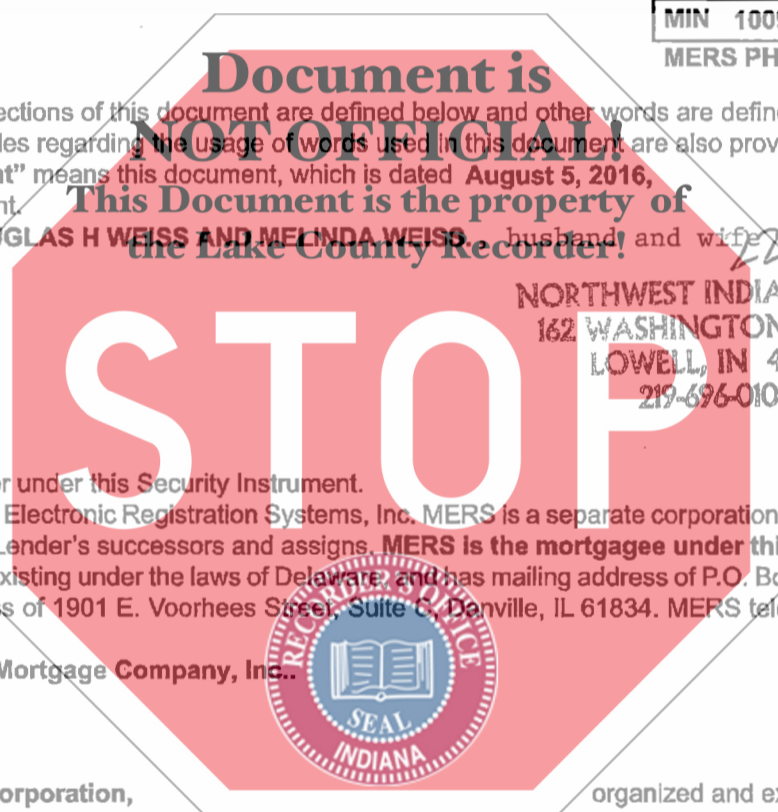 MIN 1009
MERS PH
Document is
ections of this document are defined below and other words are define
NOT OFFICIAL!
les regarding the usage of words used in this document are also prov
nt" means this document, which is dated August 5, 2016,
nt.
This Document is the property of
UGLAS H WEISS AND MELINDA WEISS., husband and wife
the Lake County Recorder!
NORTHWEST INDIA
162 WASHINGTON
LOWELL, IN 4
219-696-010
STOP
r under this Security Instrument.
Electronic Registration Systems, Inc. MERS is a separate corporation
Lender's successors and assigns. MERS is the mortgagee under thi
xisting under the laws of Delaware, and has mailing address of P.O. Bo
s of 1901 E. Voorhees Street, Suite C, Danville, IL 61834. MERS tel
RECORDER'S OFFICE
Mortgage Company, Inc..
SEAL
INDIANA
orporation,
organized and ex